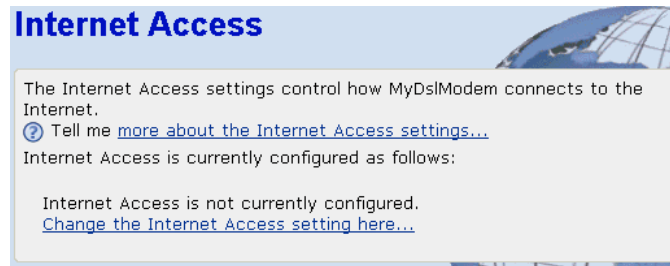 Internet Access
The Internet Access settings control how MyDslModem connects to the
Internet.
Tell me more about the Internet Access settings...
Internet Access is currently configured as follows:
Internet Access is not currently configured.
Change the Internet Access setting here...